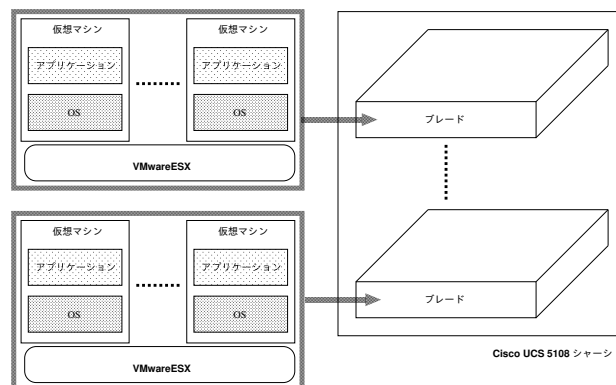 仮想マシン 仮想マシン
アプリケーション アプリケーション
OS OS
VMwareESX
ブレード
仮想マシン 仮想マシン
アプリケーション アプリケーション
OS OS
VMwareESX
ブレード
Cisco UCS 5108 シャーシ